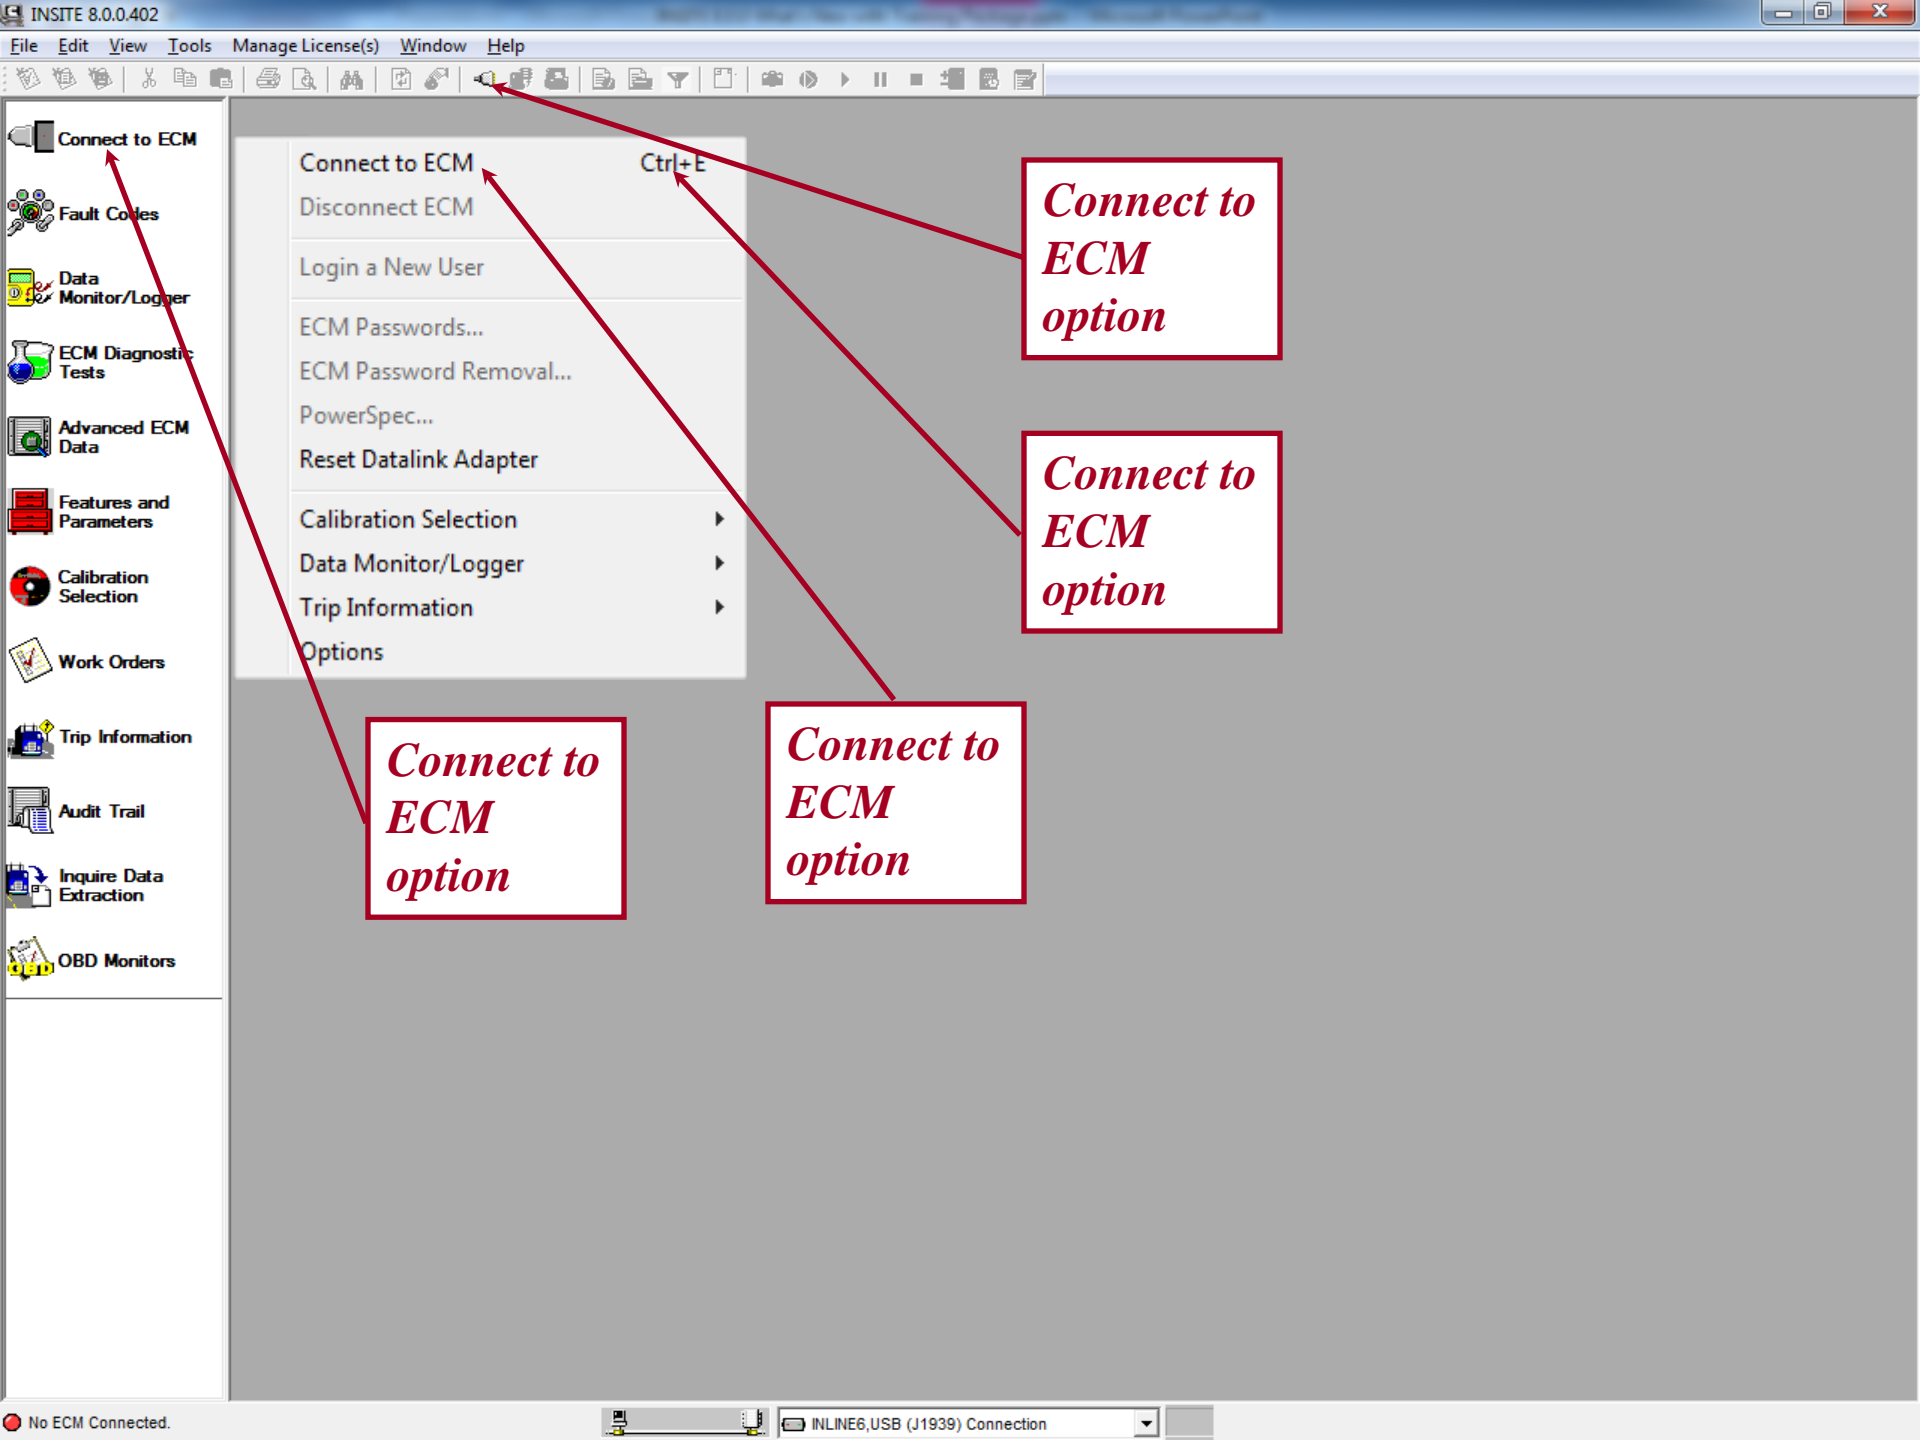 INSITE 8.0.0.402
File Edit View Tools Manage License(s) Window Help
Connect to ECM
Fault Codes
Data
Monitor/Logger
ECM Diagnostic
Tests
Advanced ECM
Data
Features and
Parameters
Calibration
Selection
Work Orders
Trip Information
Audit Trail
Inquire Data
Extraction
OBD Monitors
Connect to ECM Ctrl+E
Disconnect ECM
Login a New User
ECM Passwords...
ECM Password Removal...
PowerSpec...
Reset Datalink Adapter
Calibration Selection
Data Monitor/Logger
Trip Information
Options
Connect to
ECM
option
Connect to
ECM
option
Connect to
ECM
option
Connect to
ECM
option
No ECM Connected.
INLINE6,USB (J1939) Connection